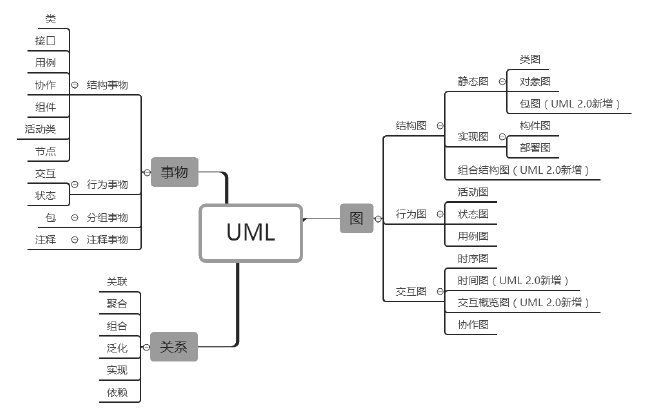 UML
事物
结构事物
类
接口
用例
协作
组件
活动类
节点
行为事物
交互
状态
分组事物
包
注释事物
注释
关系
关联
聚合
组合
泛化
实现
依赖
图
结构图
静态图
类图
对象图
包图（UML 2.0新增）
实现图
构件图
部署图
组合结构图（UML 2.0新增）
行为图
活动图
状态图
用例图
交互图
时序图
时间图（UML 2.0新增）
交互概览图（UML 2.0新增）
协作图